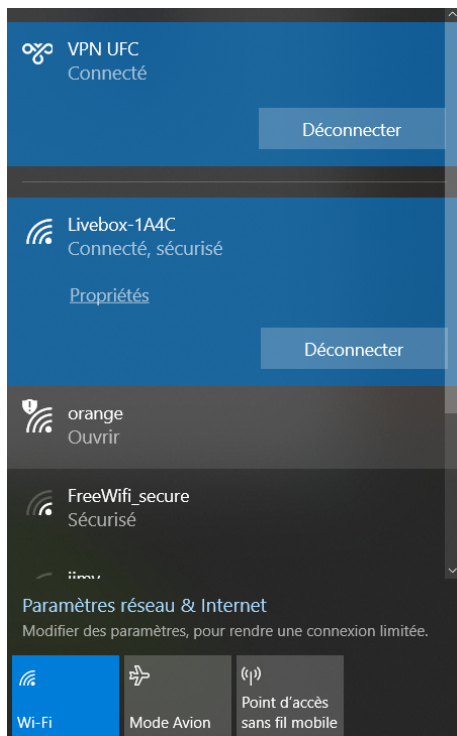 VPN UFC
Connecté
Déconnecter
Livebox-1A4C
Connecté, sécurisé
Propriétés
Déconnecter
orange
Ouvrir
FreeWifi_secure
Sécurisé
Paramètres réseau & Internet
Modifier des paramètres, pour rendre une connexion limitée.
Wi-Fi
Mode Avion
Point d’accès
sans fil mobile